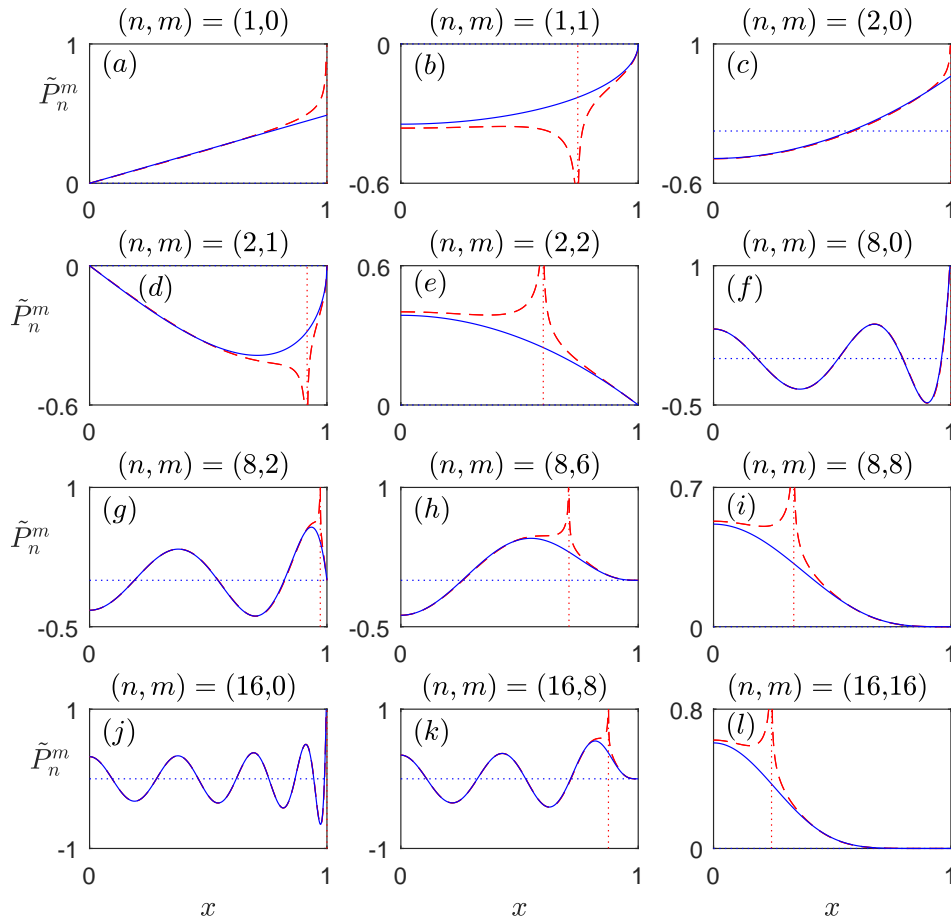 (n, m) = (1,0) (n, m) = (1,1) (n, m) = (2,0)
1 0 1
(a) (b) (c)
P̃ₙᵐ
0 -0.6 -0.6
0 1 0 1 0 1
(n, m) = (2,1) (n, m) = (2,2) (n, m) = (8,0)
0 0.6 1
(d) (e) (f)
P̃ₙᵐ
-0.6 0 -0.5
0 1 0 1 0 1
(n, m) = (8,2) (n, m) = (8,6) (n, m) = (8,8)
1 1 0.7
(g) (h) (i)
P̃ₙᵐ
-0.5 -0.5 0
0 1 0 1 0 1
(n, m) = (16,0) (n, m) = (16,8) (n, m) = (16,16)
1 1 0.8
(j) (k) (l)
P̃ₙᵐ
-1 -1 0
0 1 0 1 0 1
x x x